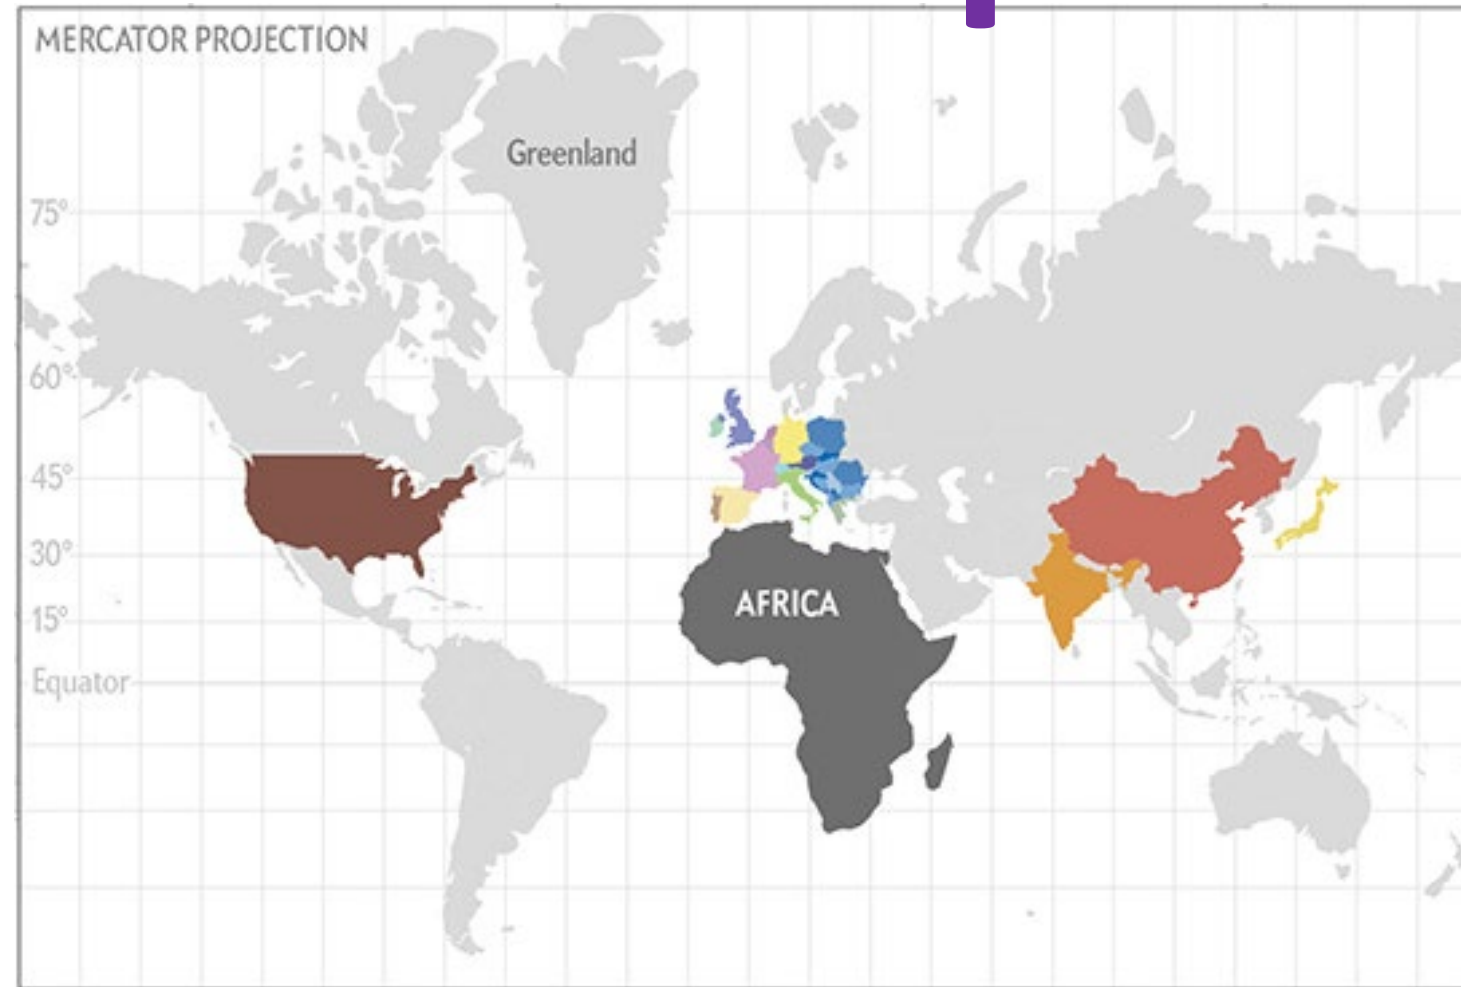 MERCATOR PROJECTION
Greenland
75°
60°
45°
30°
AFRICA
15°
Equator